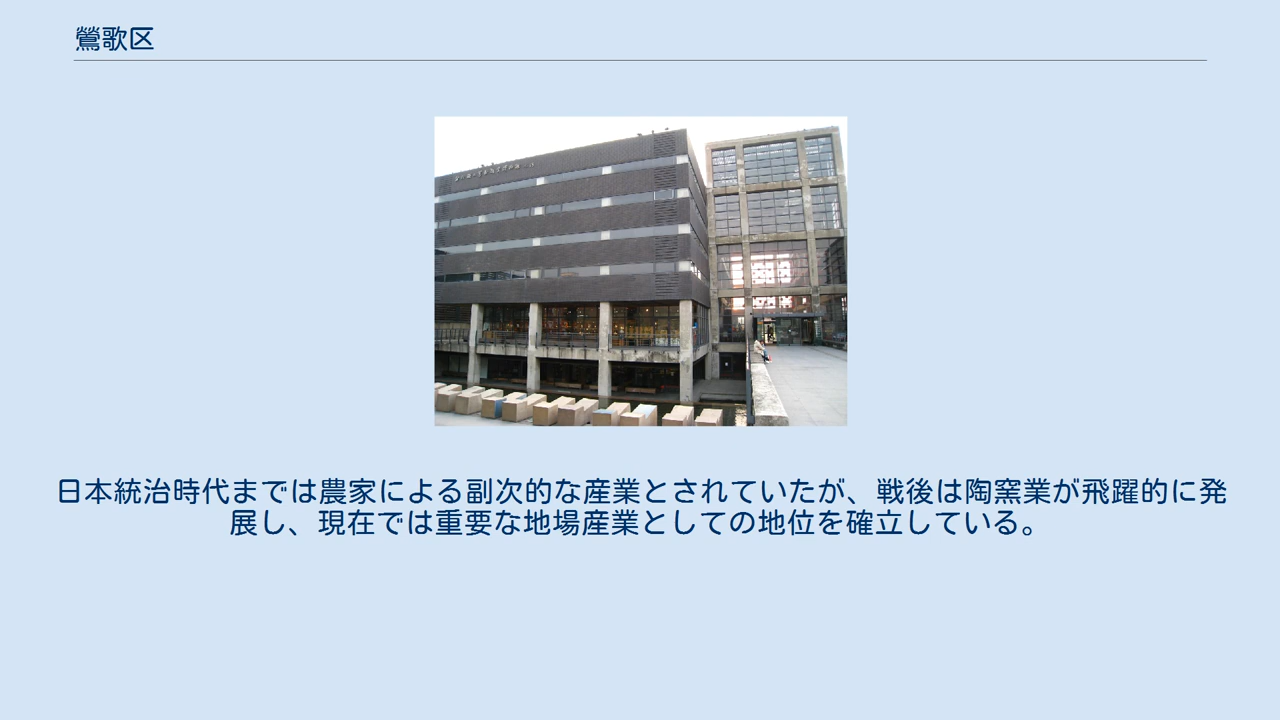 鶯歌区
日本統治時代までは農家による副次的な産業とされていたが、戦後は陶窯業が飛躍的に発
展し、現在では重要な地場産業としての地位を確立している。